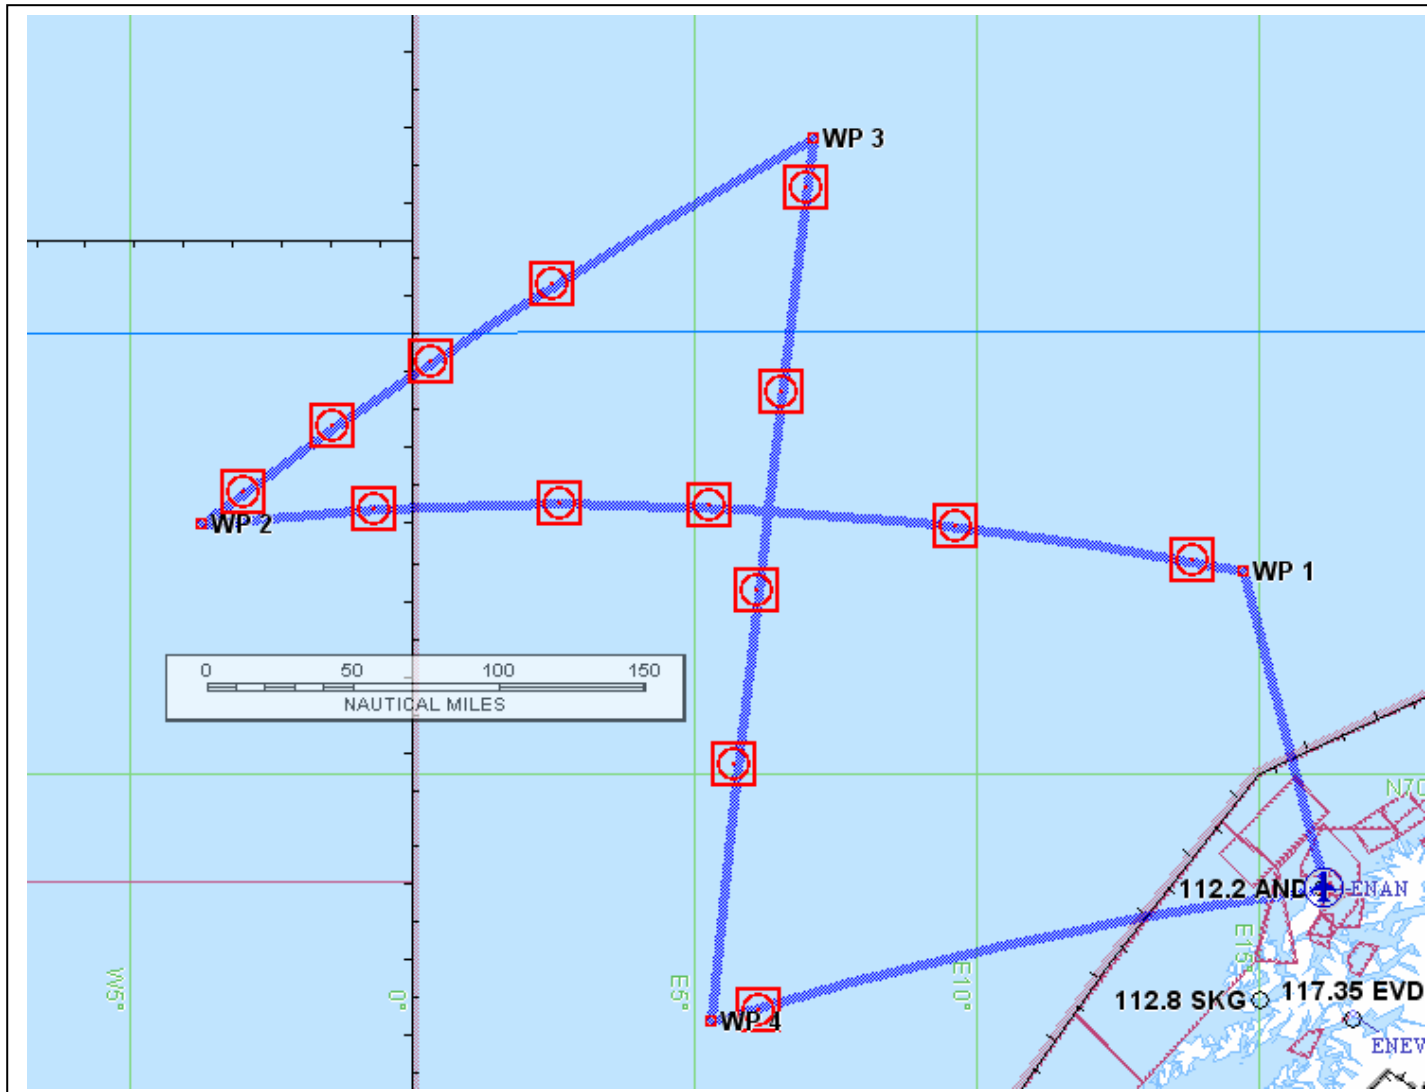 WP 3
WP 2
WP 1
0 50 100 150
NAUTICAL MILES
N70
112.2 AND
ENAN
W5°
0°
E5°
E10°
E15°
WP 4
112.8 SKG
117.35 EVD
ENEV